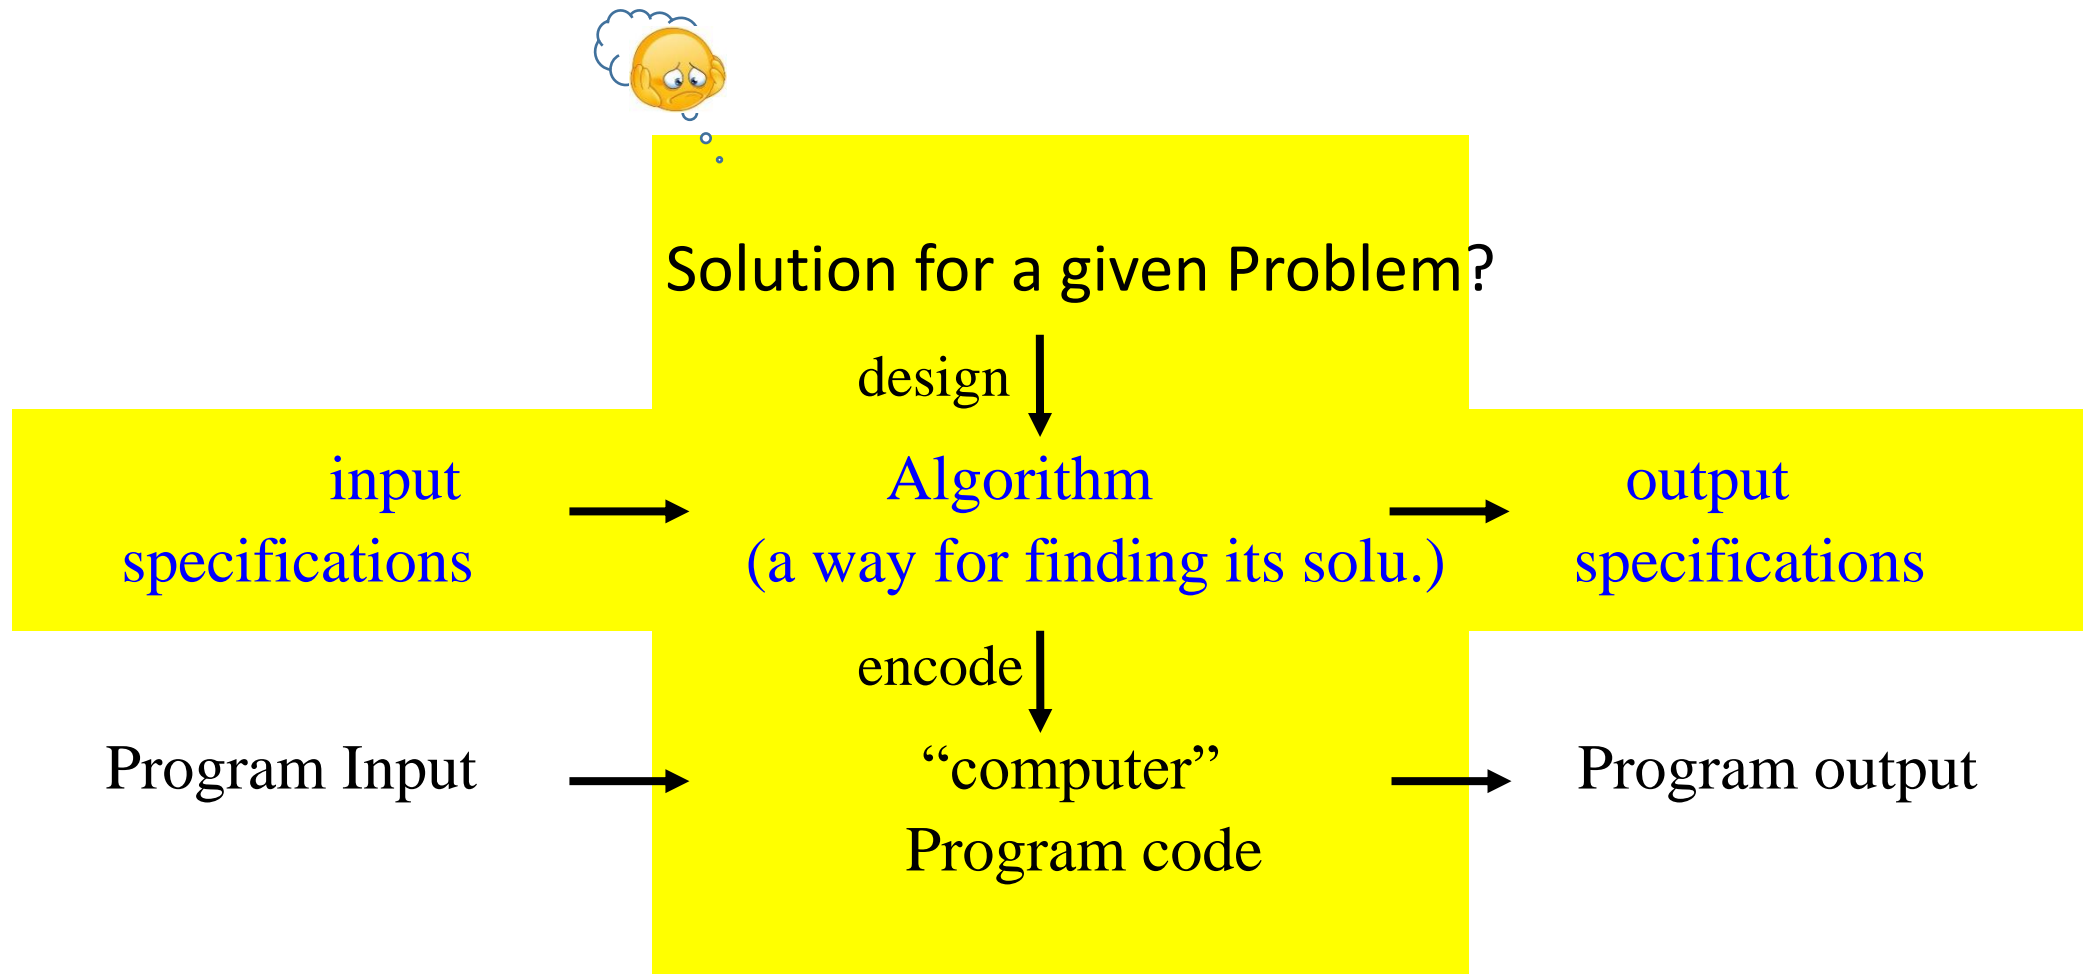 Solution for a given Problem?
design
input Algorithm output
specifications (a way for finding its solu.) specifications
encode
Program Input “computer” Program output
Program code